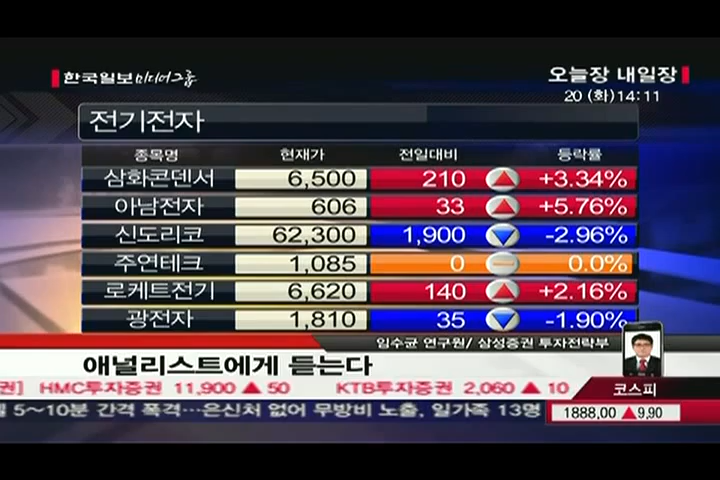 한국일보 미디어그룹
오늘장 내일장
20 (화) 14:11
전기전자
종목명 현재가 전일대비 등락률
삼화콘덴서 6,500 210 ▲ +3.34%
아남전자 606 33 ▲ +5.76%
신도리코 62,300 1,900 ▼ -2.96%
주연테크 1,085 0 − 0.0%
로케트전기 6,620 140 ▲ +2.16%
광전자 1,810 35 ▼ -1.90%
임수균 연구원/ 삼성증권 투자전략부
애널리스트에게 듣는다
권] HMC투자증권 11,900 ▲ 50 KTB투자증권 2,060 ▲ 10
코스피
5~10분 간격 폭격…은신처 없어 무방비 노출, 일가족 13명
1888.00 ▲9.90